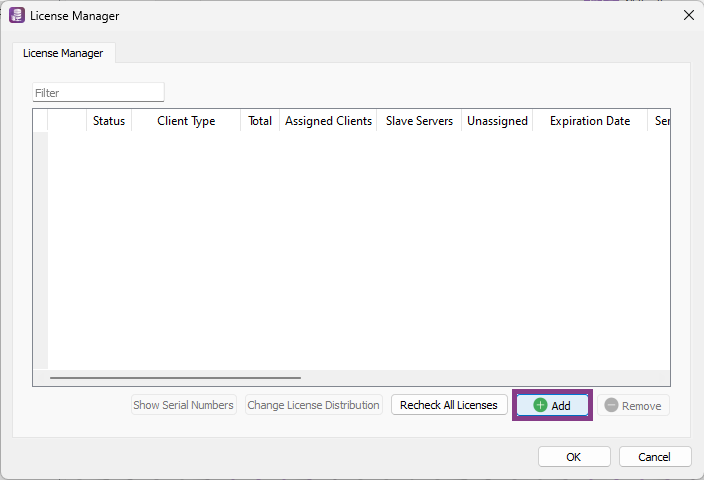 License Manager
License Manager
Filter
Status Client Type Total Assigned Clients Slave Servers Unassigned Expiration Date Ser
Show Serial Numbers Change License Distribution Recheck All Licenses Add Remove
OK Cancel